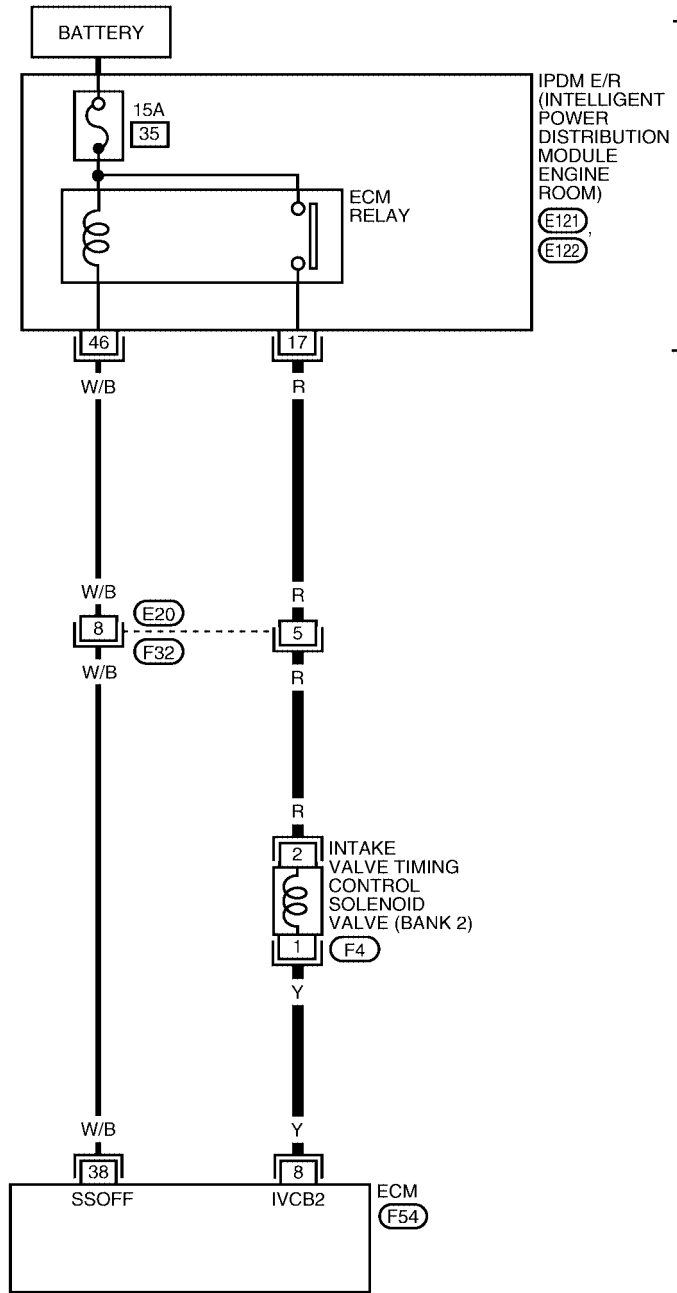 BATTERY
15A
35
IPDM E/R
(INTELLIGENT
POWER
DISTRIBUTION
MODULE
ENGINE
ROOM)
E121,
E122
ECM
RELAY
46
17
W/B
R
W/B
R
8
E20
F32
5
W/B
R
R
2
INTAKE
VALVE TIMING
CONTROL
SOLENOID
VALVE (BANK 2)
1
F4
Y
W/B
Y
38
8
SSOFF
IVCB2
ECM
F54